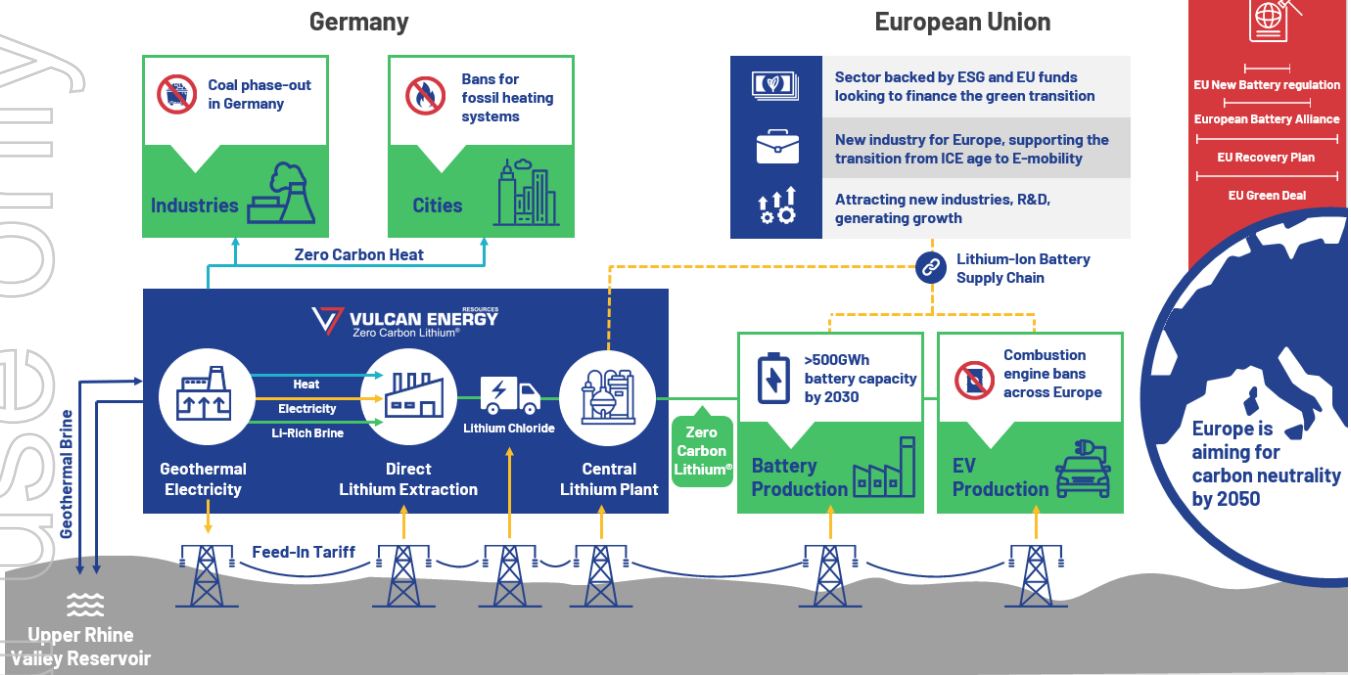 Germany
European Union
Coal phase-out
in Germany
Industries
Bans for
fossil heating
systems
Cities
Sector backed by ESG and EU funds
looking to finance the green transition
New industry for Europe, supporting the
transition from ICE age to E-mobility
Attracting new industries, R&D,
generating growth
EU New Battery regulation
European Battery Alliance
EU Recovery Plan
EU Green Deal
Zero Carbon Heat
Lithium-Ion Battery
Supply Chain
VULCAN ENERGY
RESOURCES
Zero Carbon Lithium®
Heat
Electricity
Li-Rich Brine
Lithium Chloride
Geothermal
Electricity
Direct
Lithium Extraction
Central
Lithium Plant
Zero
Carbon
Lithium®
>500GWh
battery capacity
by 2030
Battery
Production
Combustion
engine bans
across Europe
EV
Production
Europe is
aiming for
carbon neutrality
by 2050
Geothermal Brine
Feed-In Tariff
Upper Rhine
Valley Reservoir
use only